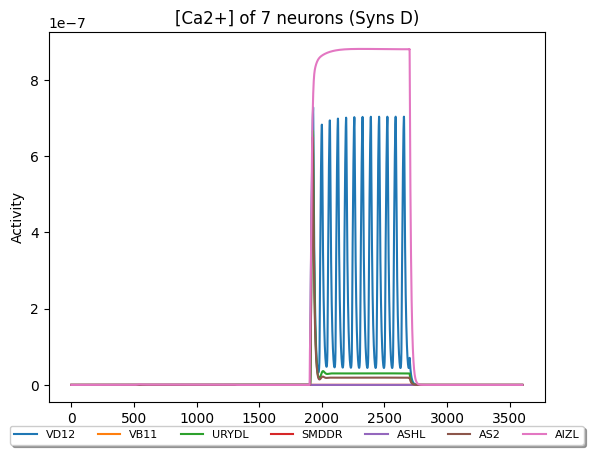 [Ca2+] of 7 neurons (Syns D)
1e−7
8
6
4
2
0
Activity
0 500 1000 1500 2000 2500 3000 3500
VD12 VB11 URYDL SMDDR ASHL AS2 AIZL